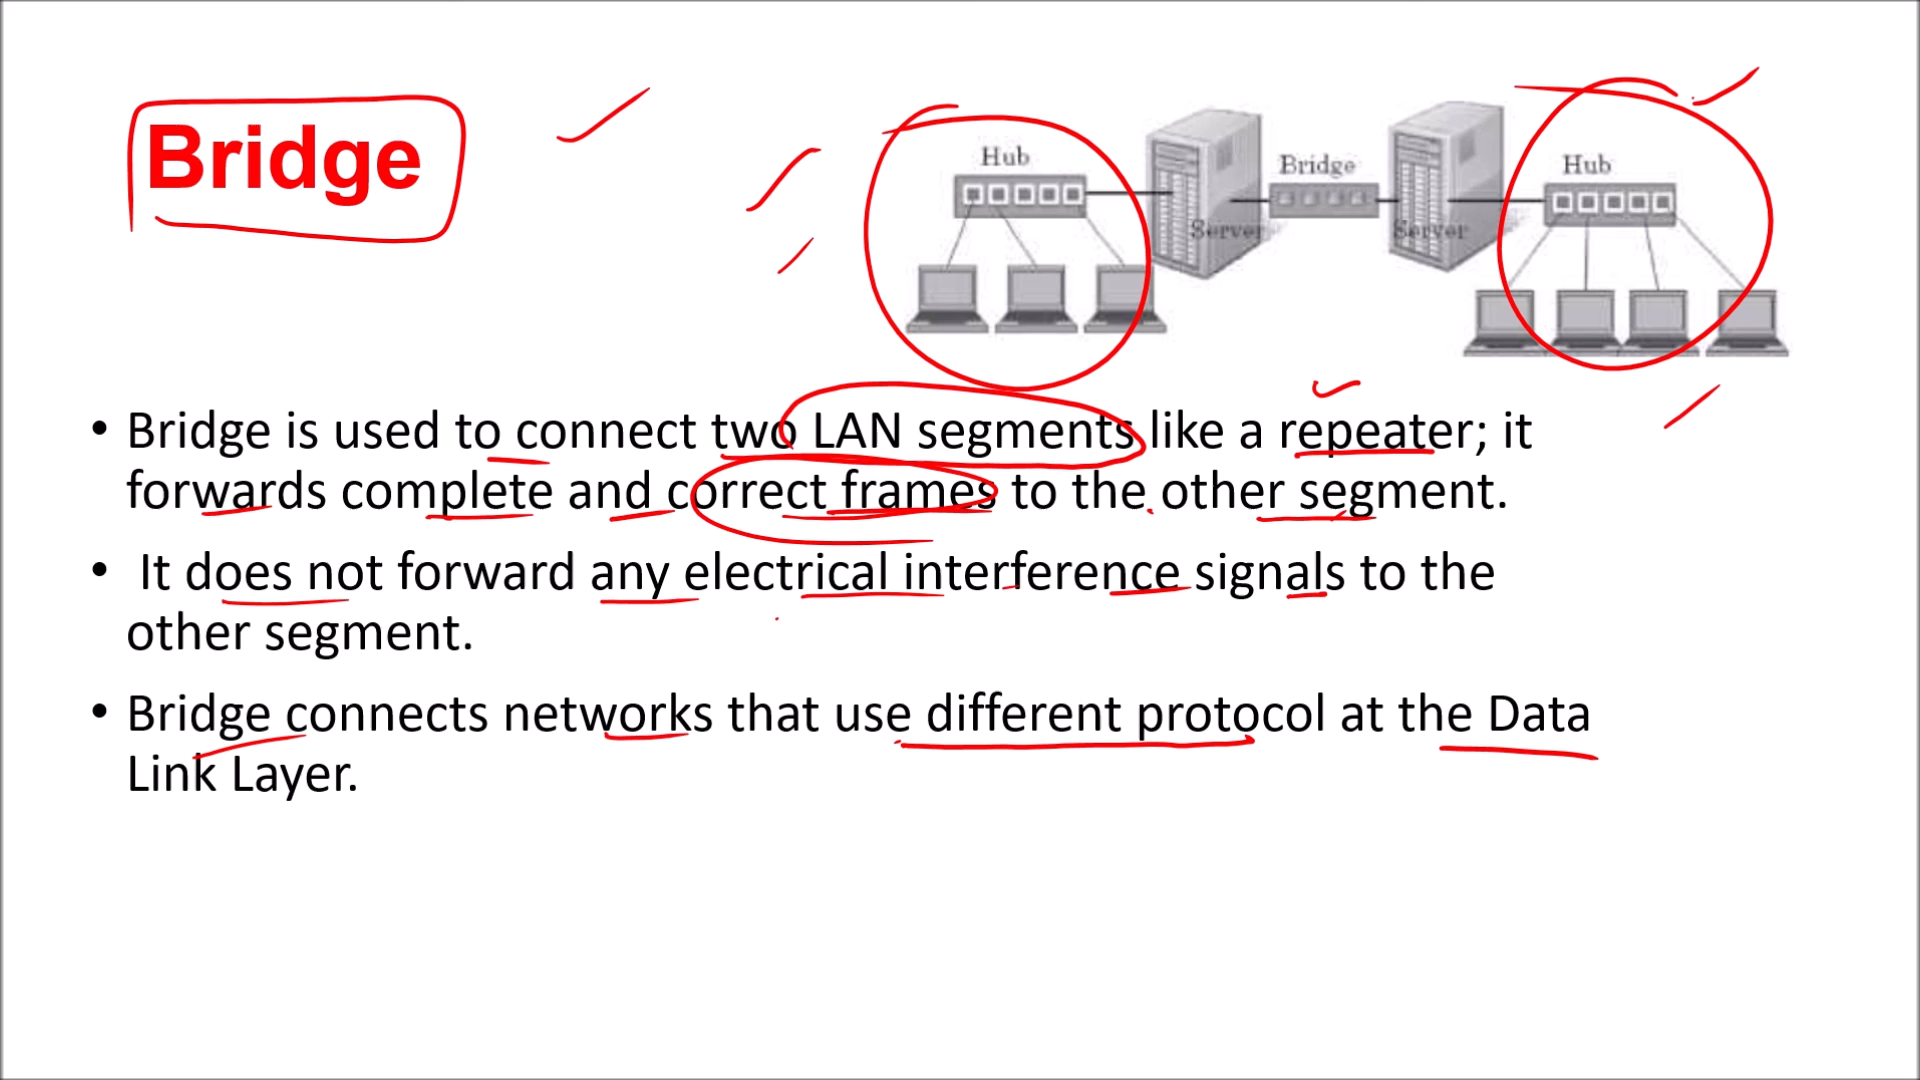 Bridge
Hub
Bridge
Hub
Server
Server
• Bridge is used to connect two LAN segments like a repeater; it
forwards complete and correct frames to the other segment.
• It does not forward any electrical interference signals to the
other segment.
• Bridge connects networks that use different protocol at the Data
Link Layer.